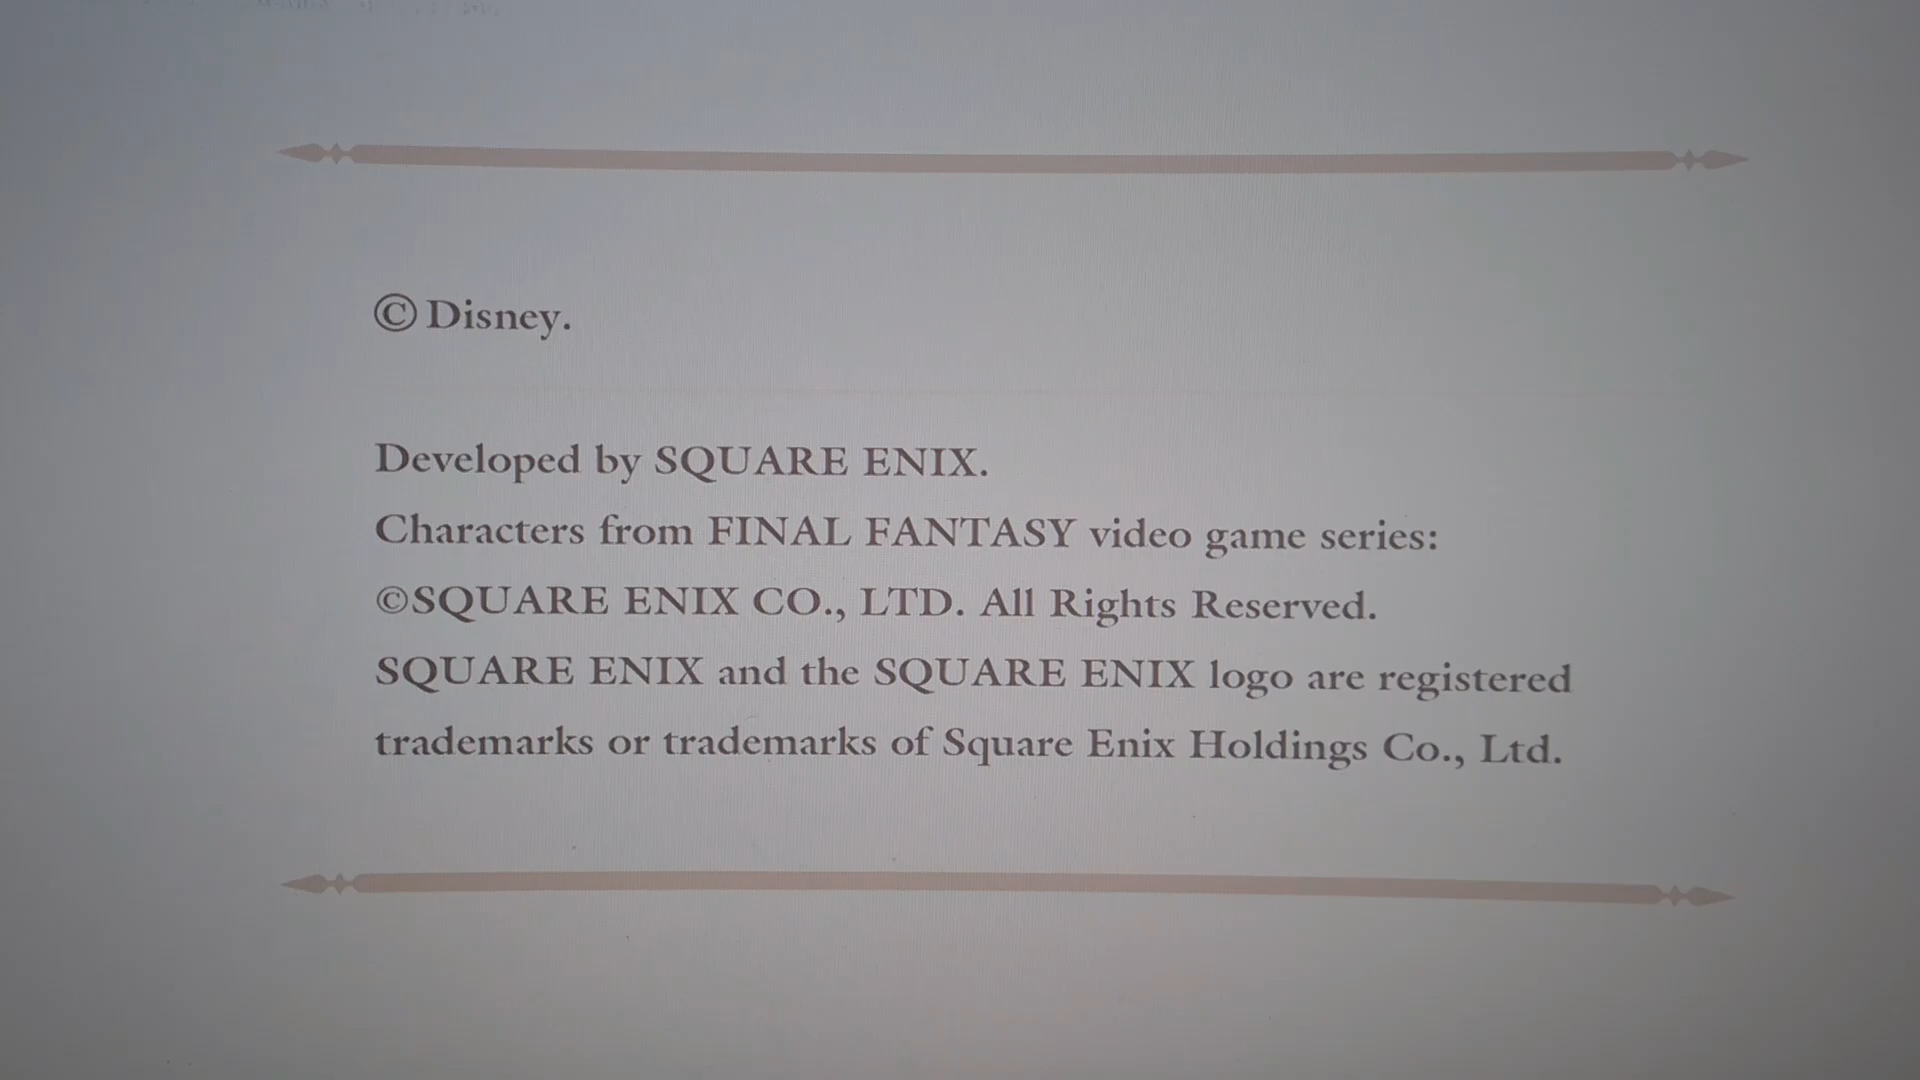 © Disney.
Developed by SQUARE ENIX.
Characters from FINAL FANTASY video game series:
©SQUARE ENIX CO., LTD. All Rights Reserved.
SQUARE ENIX and the SQUARE ENIX logo are registered
trademarks or trademarks of Square Enix Holdings Co., Ltd.